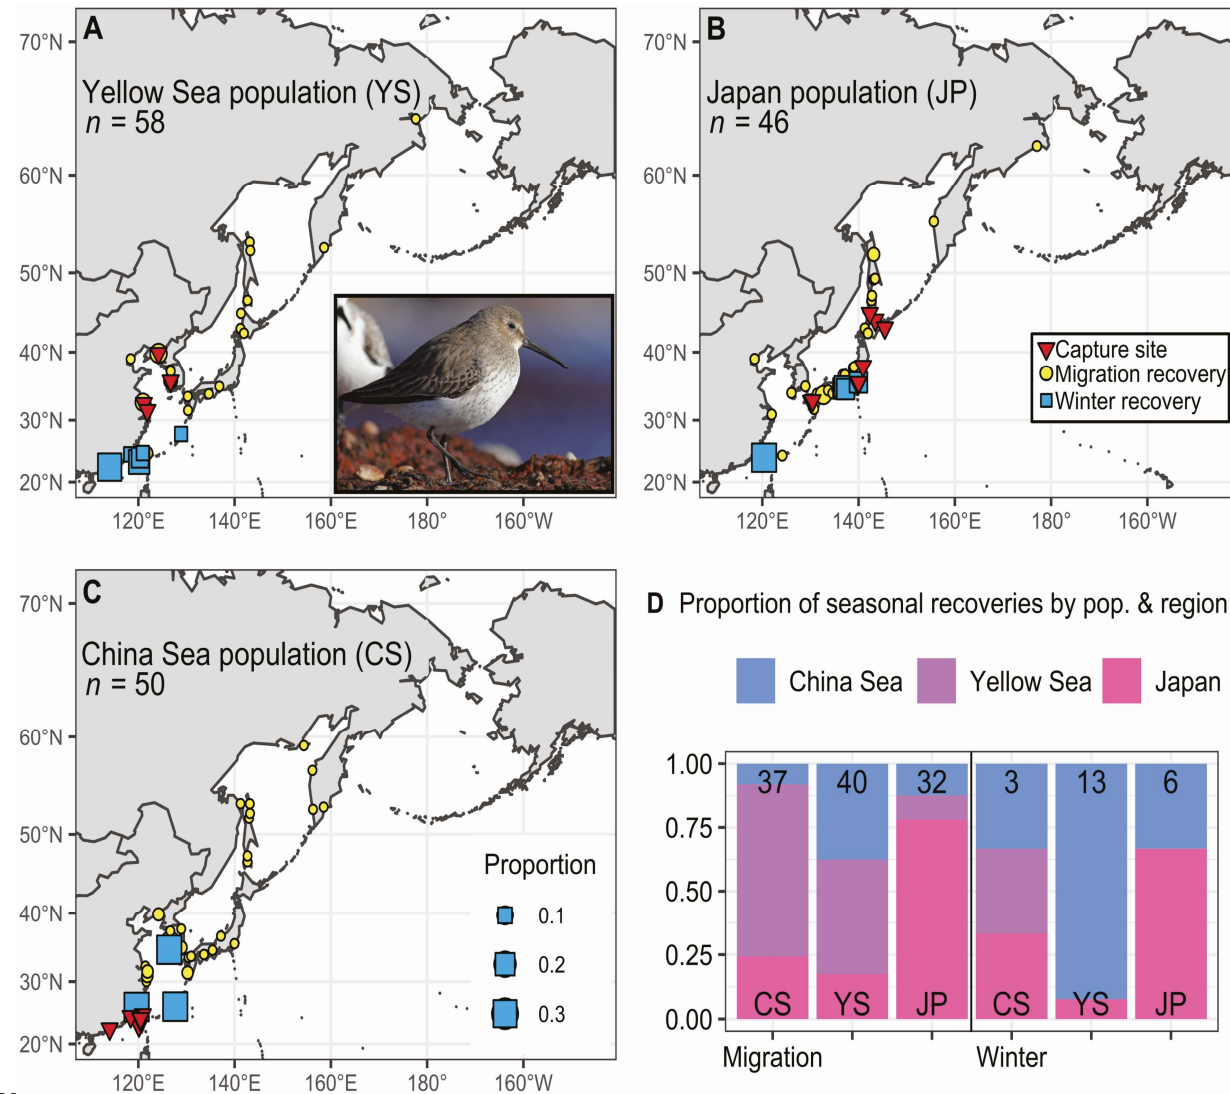 A
Yellow Sea population (YS)
n = 58
70°N
60°N
50°N
40°N
30°N
20°N
120°E 140°E 160°E 180° 160°W
B
Japan population (JP)
n = 46
70°N
60°N
50°N
40°N
30°N
20°N
Capture site
Migration recovery
Winter recovery
120°E 140°E 160°E 180° 160°W
C
China Sea population (CS)
n = 50
70°N
60°N
50°N
40°N
30°N
20°N
Proportion
0.1
0.2
0.3
120°E 140°E 160°E 180° 160°W
D Proportion of seasonal recoveries by pop. & region
China Sea Yellow Sea Japan
1.00
0.75
0.50
0.25
0.00
37 40 32 3 13 6
CS YS JP CS YS JP
Migration Winter